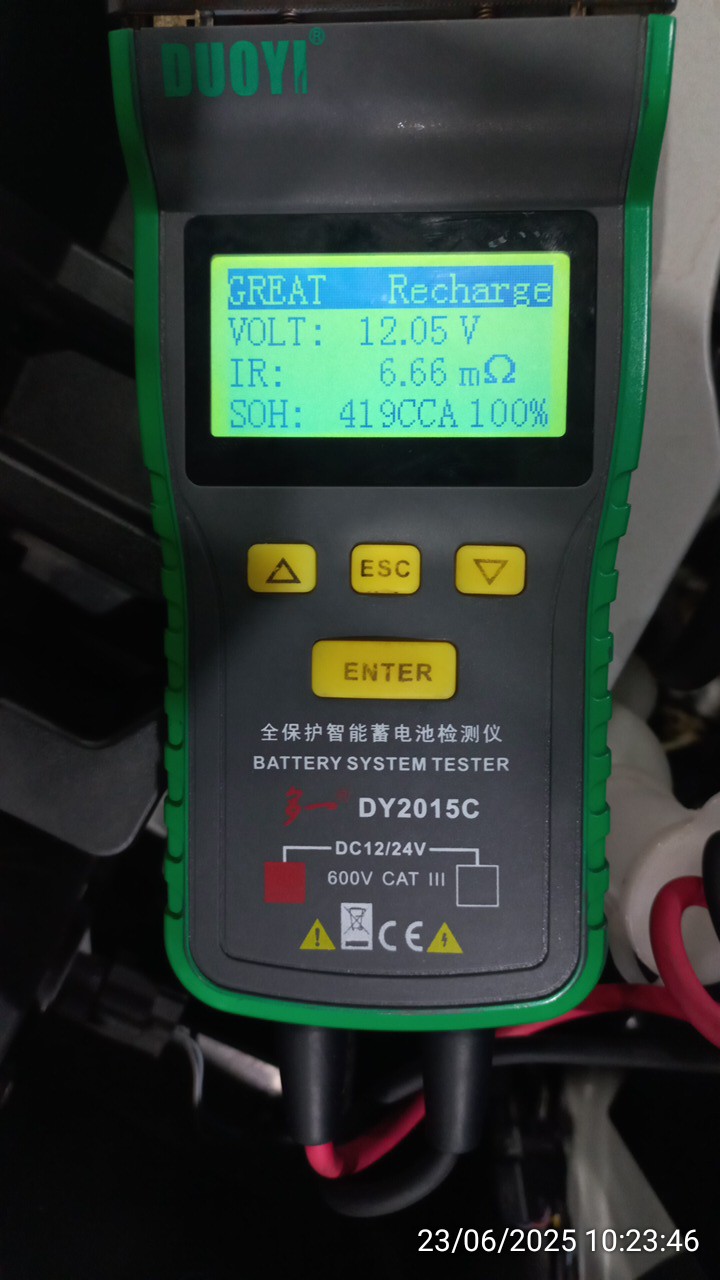 DUOYI®
GREAT Recharge
VOLT: 12.05 V
IR: 6.66 mΩ
SOH: 419CCA 100%
ESC
ENTER
全保护智能蓄电池检测仪
BATTERY SYSTEM TESTER
多一® DY2015C
DC12/24V
600V CAT III
CE
23/06/2025 10:23:46